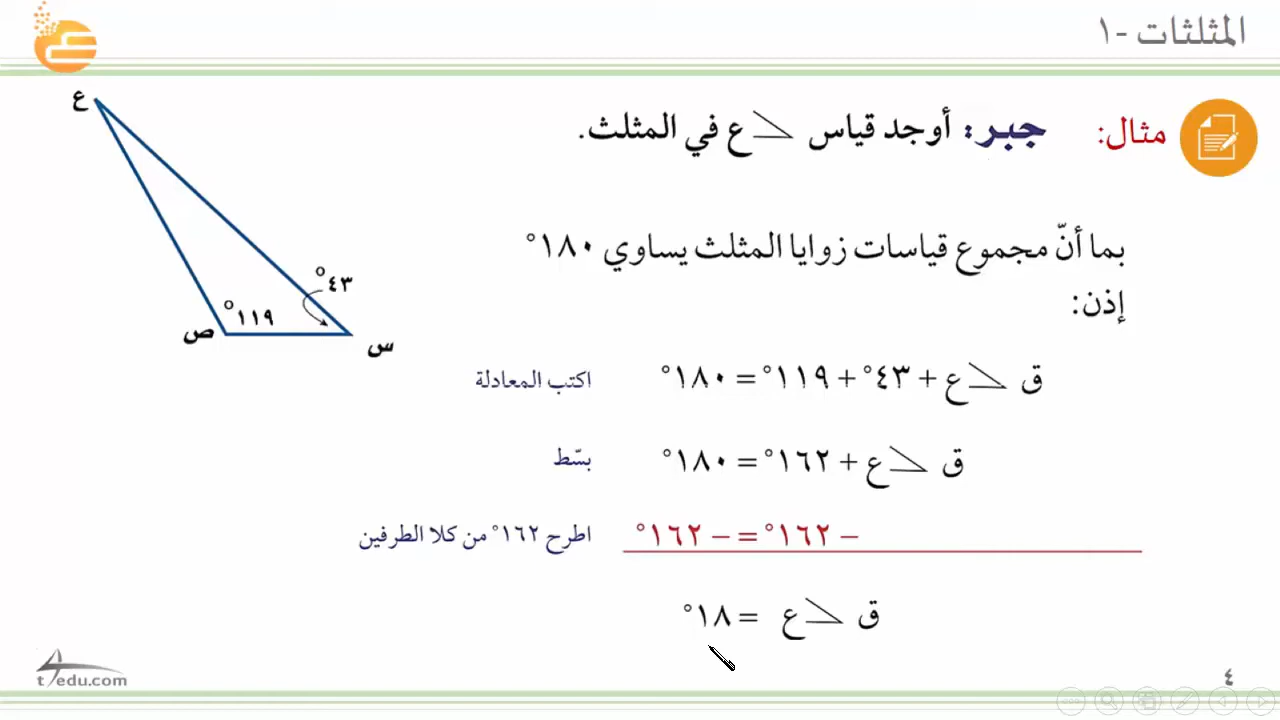 المثلثات -١
مثال: جبر: أوجد قياس ∠ع في المثلث.
ع
٤٣°
١١٩°
ص
س
بما أنّ مجموع قياسات زوايا المثلث يساوي ١٨٠°
إذن:
ق ∠ع + ٤٣° + ١١٩° = ١٨٠° اكتب المعادلة
ق ∠ع + ١٦٢° = ١٨٠° بسّط
− ١٦٢° = − ١٦٢° اطرح ١٦٢° من كلا الطرفين
ق ∠ع = ١٨°
t4edu.com
٤